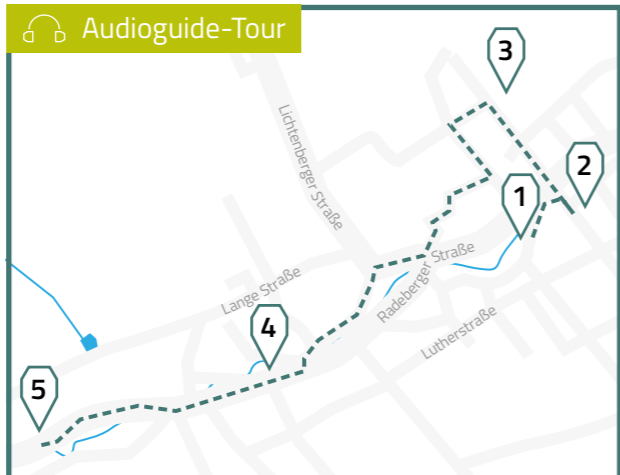 Audioguide-Tour
3
Lichtenberger Straße
2
1
Radeberger Straße
Lange Straße
4
Lutherstraße
5